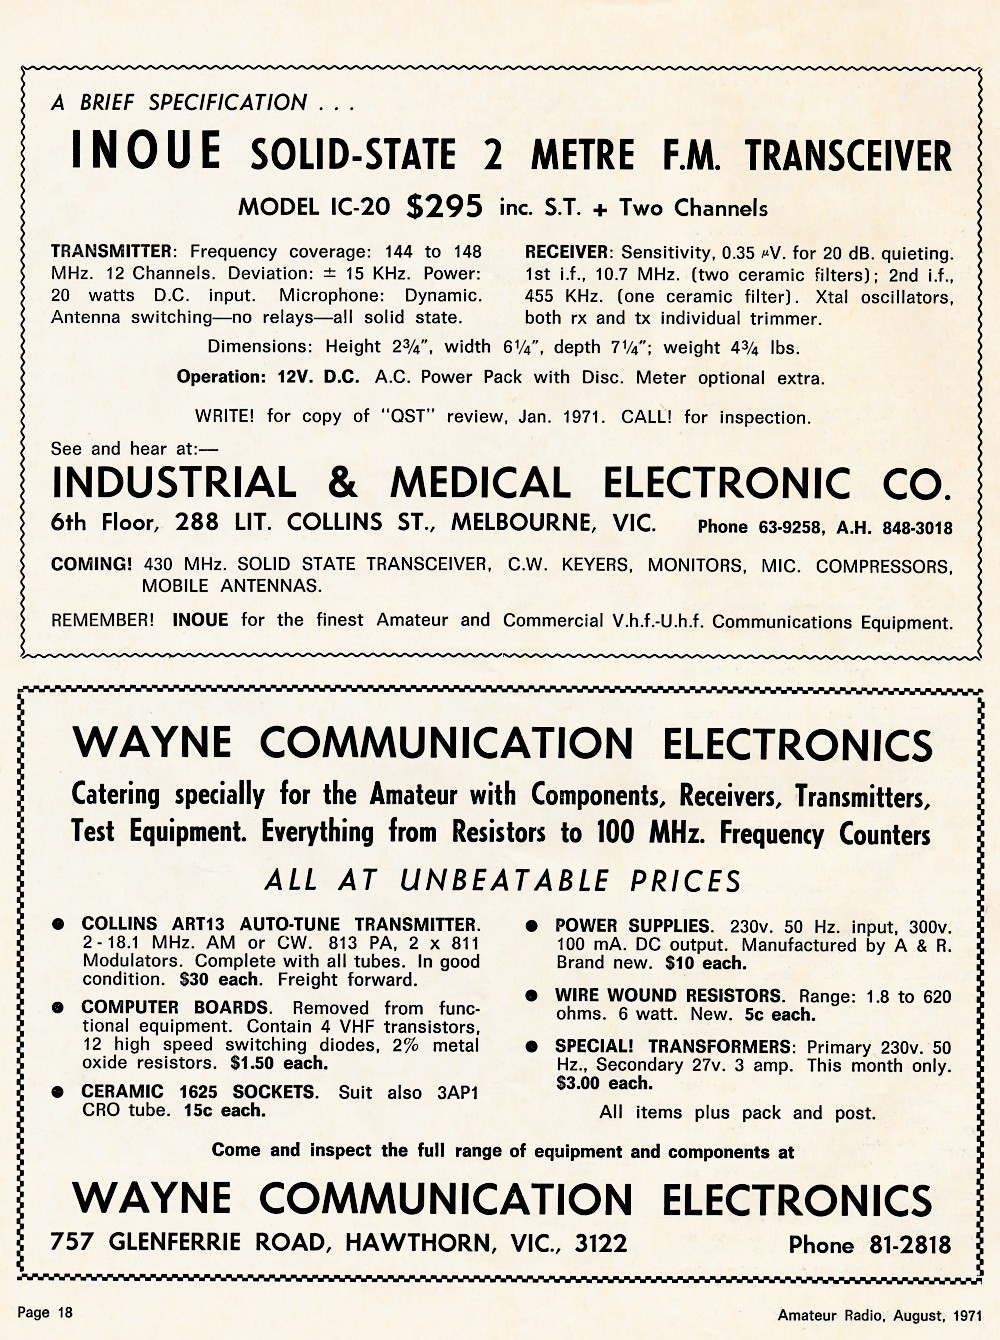 A BRIEF SPECIFICATION . . .
INOUE SOLID-STATE 2 METRE F.M. TRANSCEIVER
MODEL IC-20 $295 inc. S.T. + Two Channels
TRANSMITTER: Frequency coverage: 144 to 148
MHz. 12 Channels. Deviation: ± 15 KHz. Power:
20 watts D.C. input. Microphone: Dynamic.
Antenna switching—no relays—all solid state.
RECEIVER: Sensitivity, 0.35 μV. for 20 dB. quieting.
1st i.f., 10.7 MHz. (two ceramic filters); 2nd i.f.,
455 KHz. (one ceramic filter). Xtal oscillators,
both rx and tx individual trimmer.
Dimensions: Height 2¾″, width 6¼″, depth 7¼″; weight 4¾ lbs.
Operation: 12V. D.C. A.C. Power Pack with Disc. Meter optional extra.
WRITE! for copy of "QST" review, Jan. 1971. CALL! for inspection.
See and hear at:—
INDUSTRIAL & MEDICAL ELECTRONIC CO.
6th Floor, 288 LIT. COLLINS ST., MELBOURNE, VIC. Phone 63-9258, A.H. 848-3018
COMING! 430 MHz. SOLID STATE TRANSCEIVER, C.W. KEYERS, MONITORS, MIC. COMPRESSORS,
MOBILE ANTENNAS.
REMEMBER! INOUE for the finest Amateur and Commercial V.h.f.-U.h.f. Communications Equipment.
WAYNE COMMUNICATION ELECTRONICS
Catering specially for the Amateur with Components, Receivers, Transmitters,
Test Equipment. Everything from Resistors to 100 MHz. Frequency Counters
ALL AT UNBEATABLE PRICES
● COLLINS ART13 AUTO-TUNE TRANSMITTER.
2-18.1 MHz. AM or CW. 813 PA, 2 x 811
Modulators. Complete with all tubes. In good
condition. $30 each. Freight forward.
● COMPUTER BOARDS. Removed from func-
tional equipment. Contain 4 VHF transistors,
12 high speed switching diodes, 2% metal
oxide resistors. $1.50 each.
● CERAMIC 1625 SOCKETS. Suit also 3AP1
CRO tube. 15c each.
● POWER SUPPLIES. 230v. 50 Hz. input, 300v.
100 mA. DC output. Manufactured by A & R.
Brand new. $10 each.
● WIRE WOUND RESISTORS. Range: 1.8 to 620
ohms. 6 watt. New. 5c each.
● SPECIAL! TRANSFORMERS: Primary 230v. 50
Hz., Secondary 27v. 3 amp. This month only.
$3.00 each.
All items plus pack and post.
Come and inspect the full range of equipment and components at
WAYNE COMMUNICATION ELECTRONICS
757 GLENFERRIE ROAD, HAWTHORN, VIC., 3122 Phone 81-2818
Page 18 Amateur Radio, August, 1971